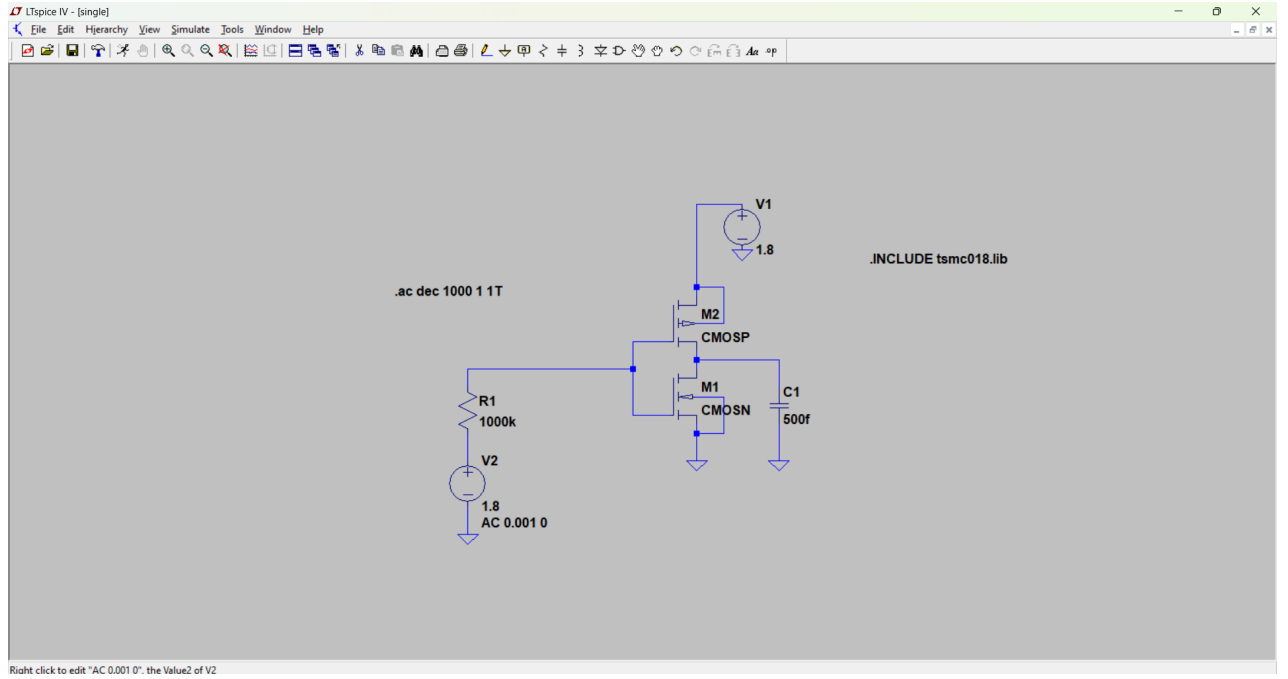 LTspice IV - [single]
File Edit Hierarchy View Simulate Tools Window Help
Aa .op
V1
1.8
.INCLUDE tsmc018.lib
.ac dec 1000 1 1T
M2
CMOSP
M1
CMOSN
C1
500f
R1
1000k
V2
1.8
AC 0.001 0
Right click to edit "AC 0.001 0", the Value2 of V2